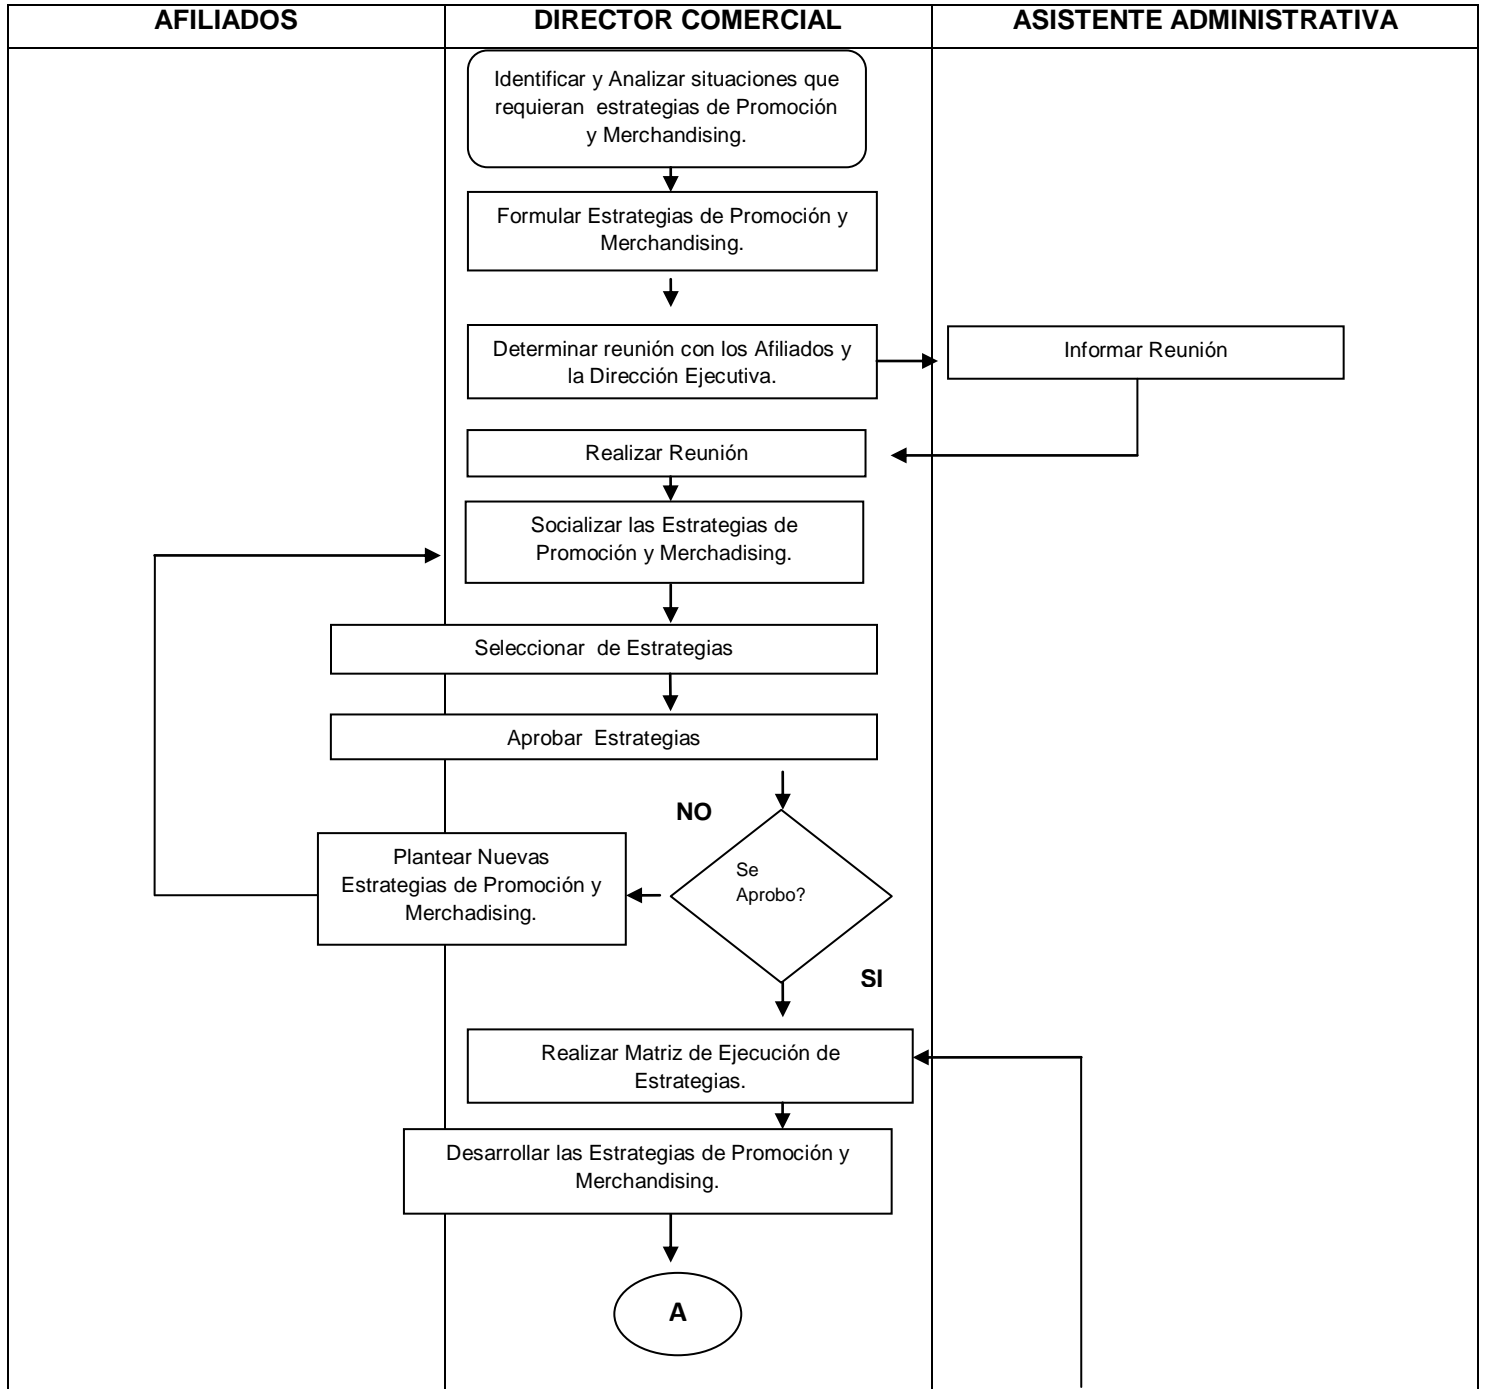 AFILIADOS
DIRECTOR COMERCIAL
ASISTENTE ADMINISTRATIVA
Identificar y Analizar situaciones que
requieran estrategias de Promoción
y Merchandising.
Formular Estrategias de Promoción y
Merchandising.
Determinar reunión con los Afiliados y
la Dirección Ejecutiva.
Informar Reunión
Realizar Reunión
Socializar las Estrategias de
Promoción y Merchadising.
Seleccionar de Estrategias
Aprobar Estrategias
NO
Se
Aprobo?
Plantear Nuevas
Estrategias de Promoción y
Merchadising.
SI
Realizar Matriz de Ejecución de
Estrategias.
Desarrollar las Estrategias de Promoción y
Merchandising.
A